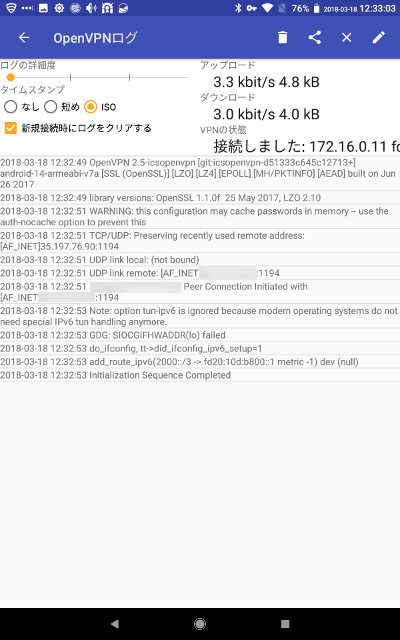 76% 2018-03-18 12:33:03
OpenVPNログ
ログの詳細度
アップロード
3.3 kbit/s 4.8 kB
タイムスタンプ
ダウンロード
なし 短め ISO
3.0 kbit/s 4.0 kB
新規接続時にログをクリアする
VPNの状態
接続しました: 172.16.0.11 fo
2018-03-18 12:32:49 OpenVPN 2.5-icsopenvpn [git:icsopenvpn-d51333c645c12713+]
android-14-armeabi-v7a [SSL (OpenSSL)] [LZO] [LZ4] [EPOLL] [MH/PKTINFO] [AEAD] built on Jun
26 2017
2018-03-18 12:32:49 library versions: OpenSSL 1.1.0f 25 May 2017, LZO 2.10
2018-03-18 12:32:51 WARNING: this configuration may cache passwords in memory -- use the
auth-nocache option to prevent this
2018-03-18 12:32:51 TCP/UDP: Preserving recently used remote address:
[AF_INET]35.197.76.90:1194
2018-03-18 12:32:51 UDP link local: (not bound)
2018-03-18 12:32:51 UDP link remote: [AF_INET :1194
2018-03-18 12:32:51 Peer Connection Initiated with
[AF_INET :1194
2018-03-18 12:32:53 Note: option tun-ipv6 is ignored because modern operating systems do not
need special IPv6 tun handling anymore.
2018-03-18 12:32:53 GDG: SIOCGIFHWADDR(lo) failed
2018-03-18 12:32:53 do_ifconfig, tt->did_ifconfig_ipv6_setup=1
2018-03-18 12:32:53 add_route_ipv6(2000::/3 -> fd20:10d:b800::1 metric -1) dev (null)
2018-03-18 12:32:53 Initialization Sequence Completed